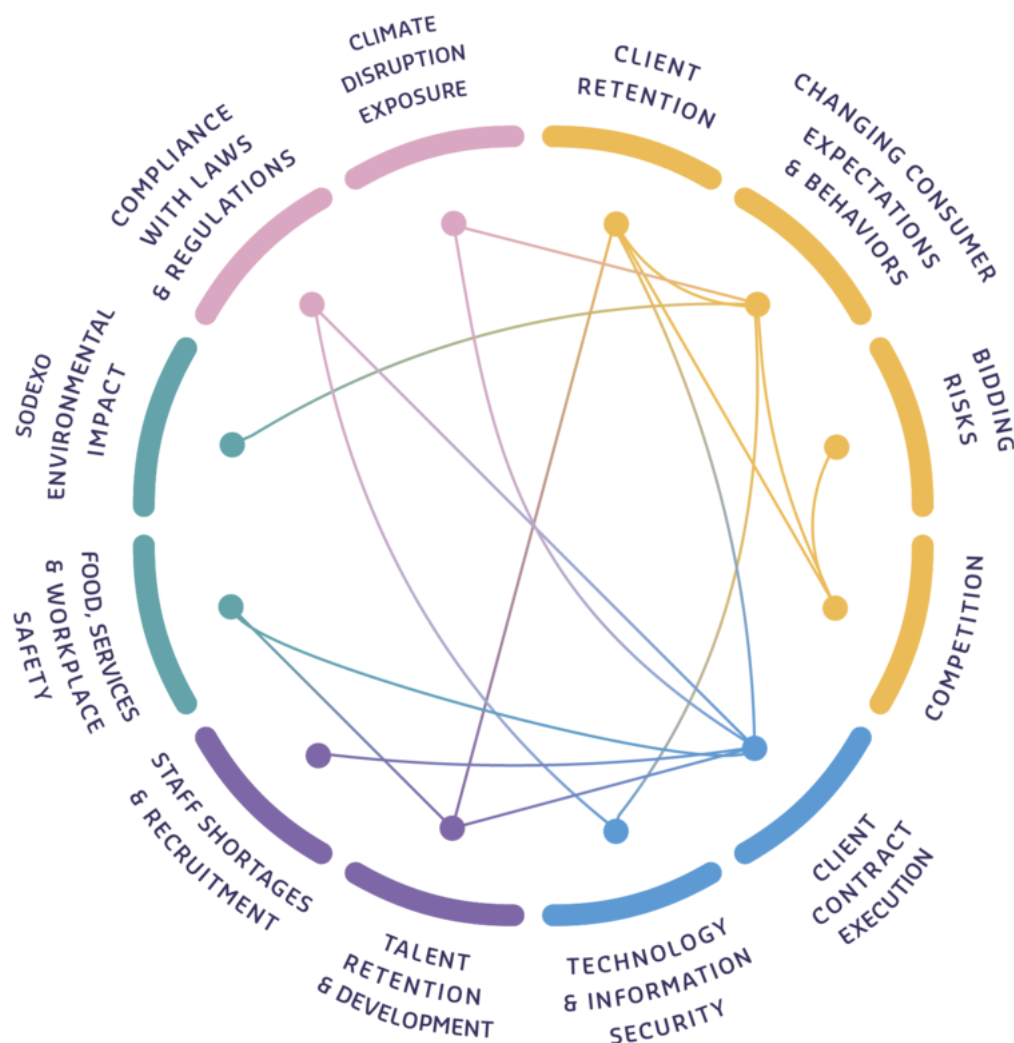 CLIMATE
DISRUPTION
EXPOSURE
CLIENT
RETENTION
CHANGING CONSUMER
EXPECTATIONS
& BEHAVIORS
BIDDING
RISKS
COMPETITION
CLIENT
CONTRACT
EXECUTION
TECHNOLOGY
& INFORMATION
SECURITY
TALENT
RETENTION
& DEVELOPMENT
STAFF SHORTAGES
& RECRUITMENT
FOOD, SERVICES
& WORKPLACE
SAFETY
SODEXO
ENVIRONMENTAL
IMPACT
COMPLIANCE
WITH LAWS
& REGULATIONS